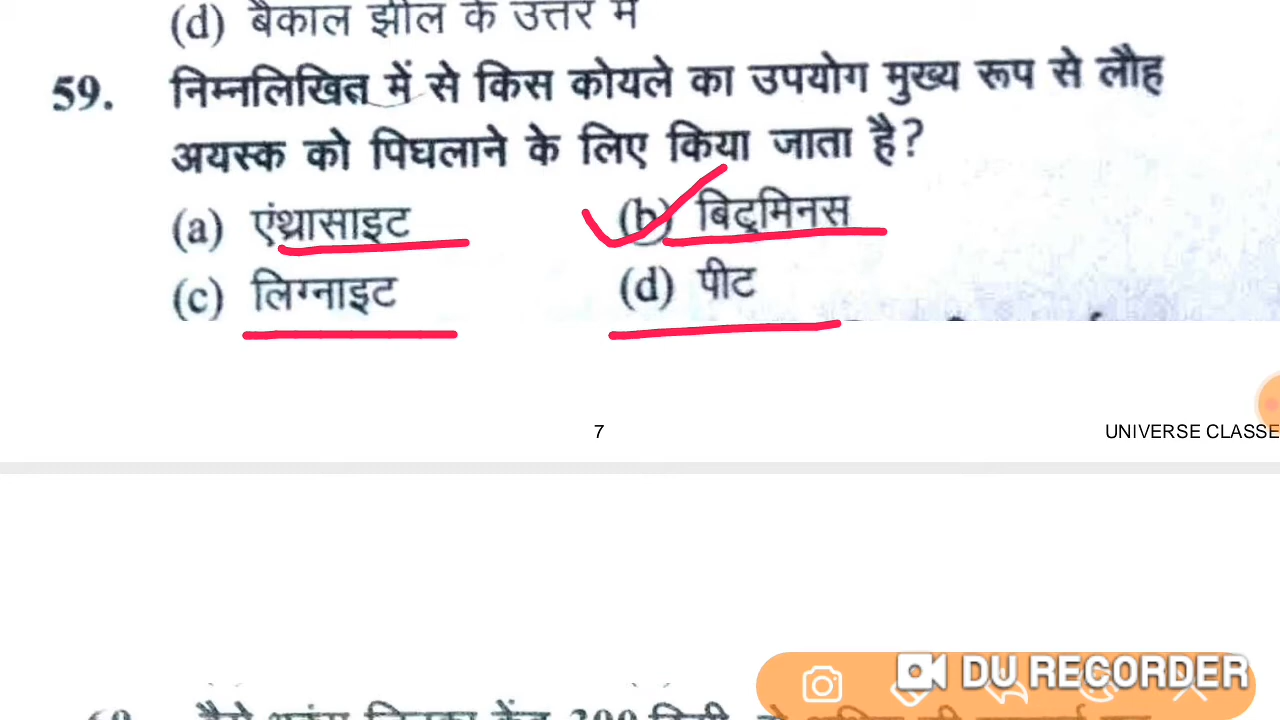 (d) बैकाल झील के उत्तर में
59. निम्नलिखित में से किस कोयले का उपयोग मुख्य रूप से लौह
अयस्क को पिघलाने के लिए किया जाता है?
(a) एंथ्रासाइट (b) बिटुमिनस
(c) लिग्नाइट (d) पीट
7 UNIVERSE CLASSE
DU RECORDER